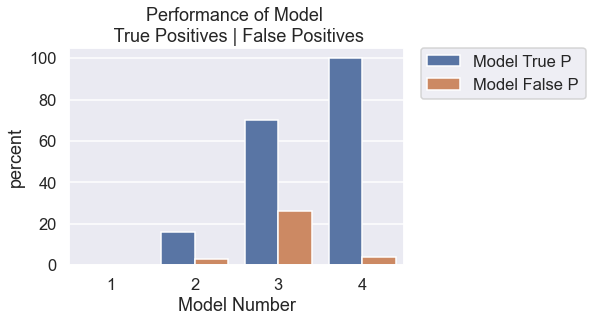 Performance of Model
True Positives | False Positives
Model True P
Model False P
percent
100
80
60
40
20
0
1 2 3 4
Model Number